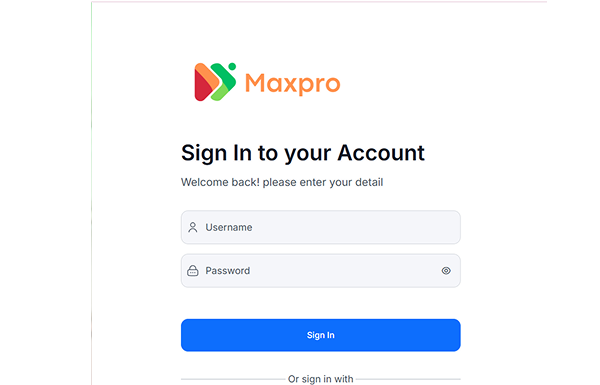 Maxpro
Sign In to your Account
Welcome back! please enter your detail
Username
Password
Sign In
Or sign in with